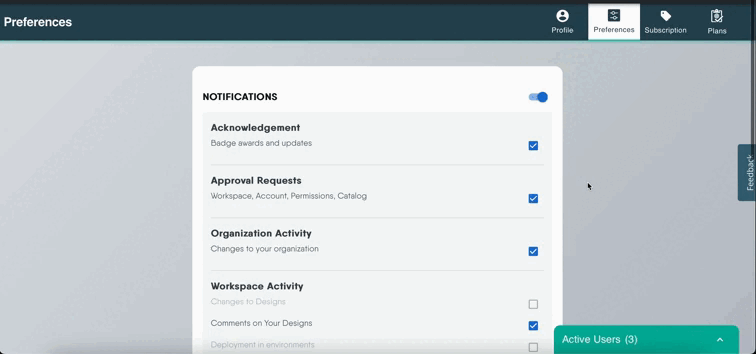 Preferences
Profile
Preferences
Subscription
Plans
NOTIFICATIONS
Acknowledgement
Badge awards and updates
Approval Requests
Workspace, Account, Permissions, Catalog
Organization Activity
Changes to your organization
Workspace Activity
Changes to Designs
Comments on Your Designs
Deployment in environments
Feedback
Active Users (3)